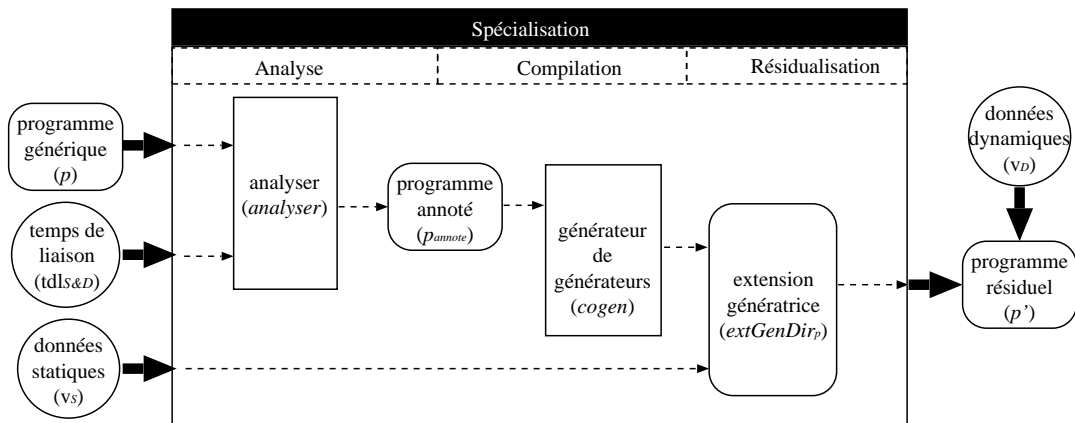 Spécialisation
Analyse
Compilation
Résidualisation
programme
générique
(p)
temps de
liaison
(tdlS&D)
données
statiques
(vS)
analyser
(analyser)
programme
annoté
(pannote)
générateur
de
générateurs
(cogen)
extension
génératrice
(extGenDirp)
données
dynamiques
(vD)
programme
résiduel
(p’)